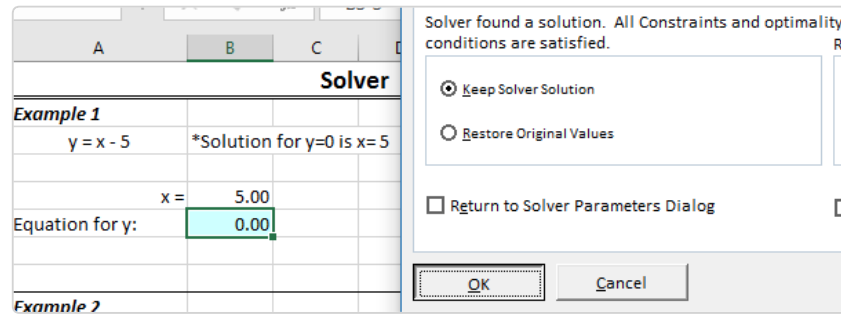 A B C
Solver
Example 1
y = x - 5 *Solution for y=0 is x= 5
x = 5.00
Equation for y: 0.00
Example 2
Solver found a solution. All Constraints and optimality
conditions are satisfied.
Keep Solver Solution
Restore Original Values
Return to Solver Parameters Dialog
OK Cancel